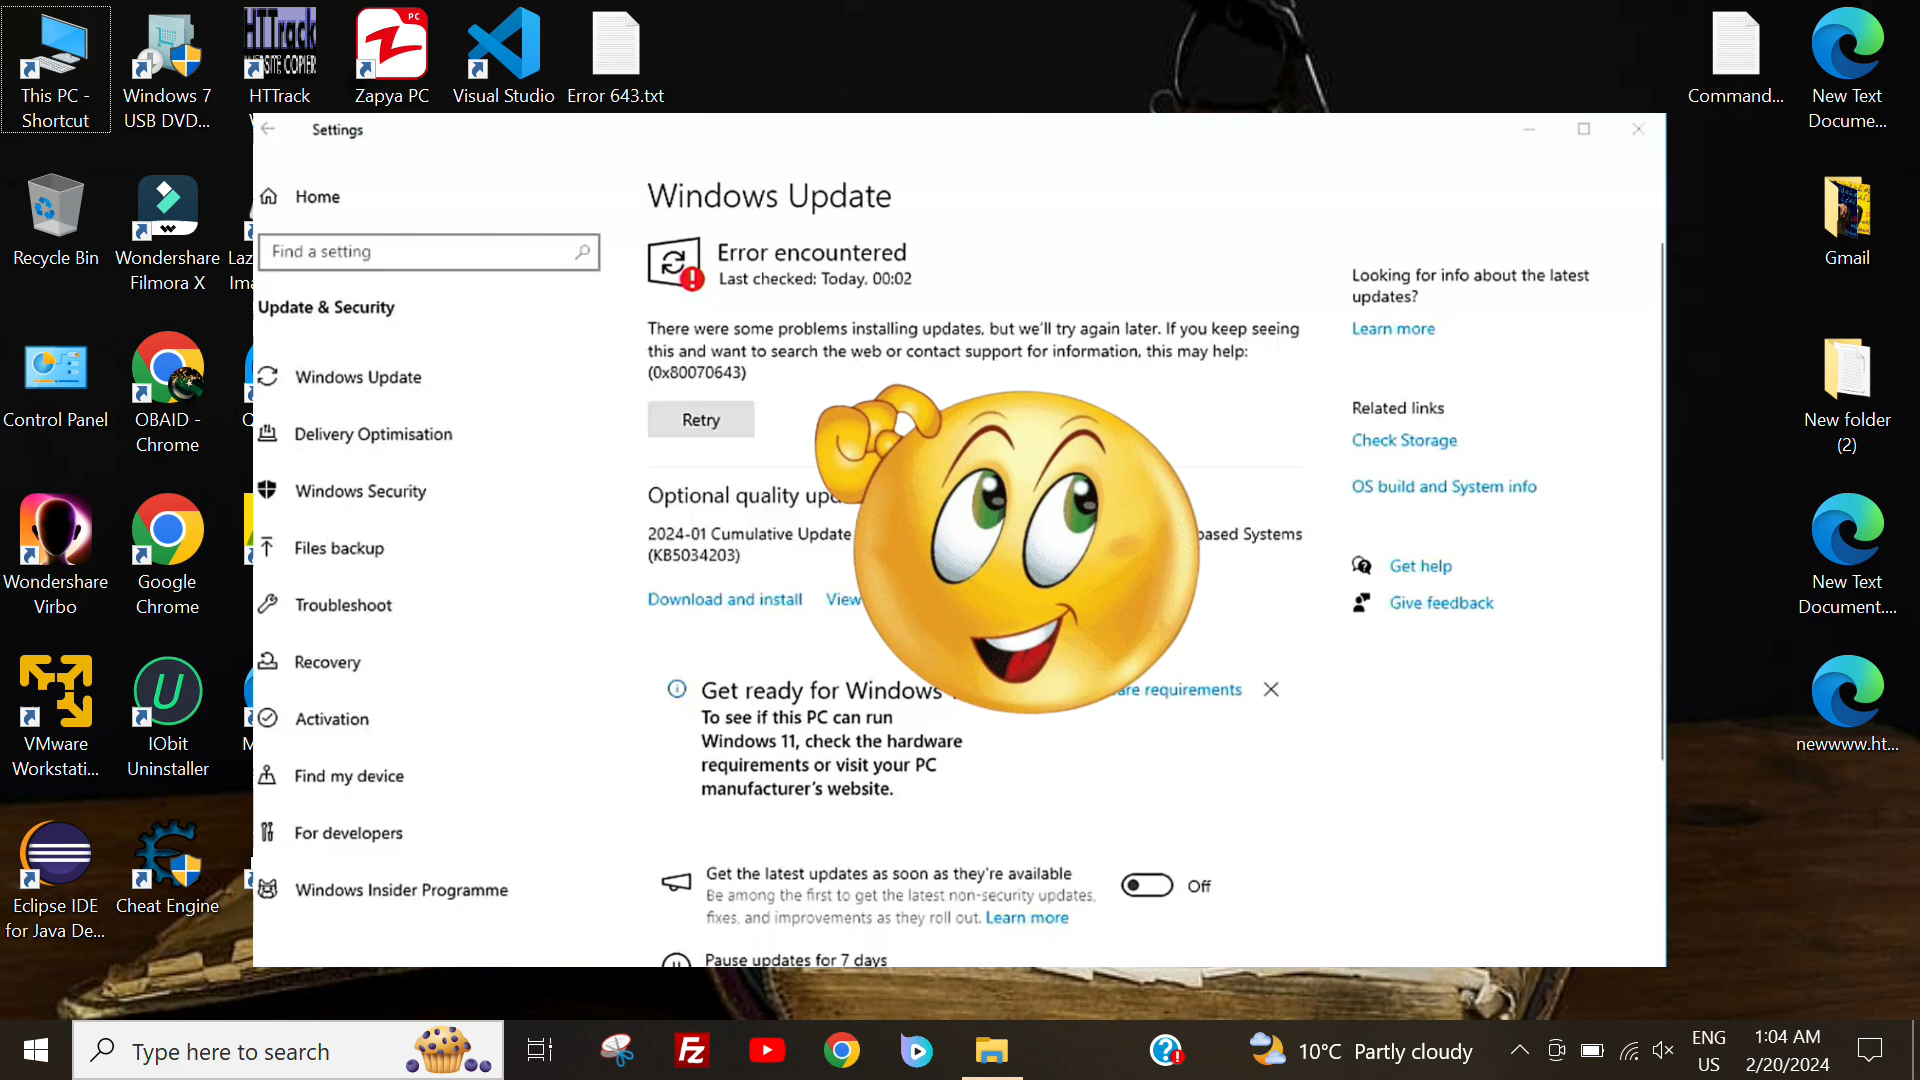 This PC -
Shortcut
Windows 7
USB DVD...
HTTrack
WEBSITE COPIER
HTTrack
PC
Zapya PC
Visual Studio
Error 643.txt
Command...
New Text
Docume...
Recycle Bin
Wondershare
Filmora X
Laz
Ima
Gmail
Control Panel
OBAID -
Chrome
New folder
(2)
Wondershare
Virbo
Google
Chrome
New Text
Document....
VMware
Workstati...
IObit
Uninstaller
newwww.ht...
Eclipse IDE
for Java De...
Cheat Engine
Settings
Home
Find a setting
Update & Security
Windows Update
Delivery Optimisation
Windows Security
Files backup
Troubleshoot
Recovery
Activation
Find my device
For developers
Windows Insider Programme
Windows Update
Error encountered
Last checked: Today, 00:02
There were some problems installing updates, but we'll try again later. If you keep seeing
this and want to search the web or contact support for information, this may help:
(0x80070643)
Retry
Optional quality upd
2024-01 Cumulative Update
based Systems
(KB5034203)
Download and install View
Get ready for Windows
are requirements
To see if this PC can run
Windows 11, check the hardware
requirements or visit your PC
manufacturer's website.
Get the latest updates as soon as they're available
Be among the first to get the latest non-security updates,
fixes, and improvements as they roll out. Learn more
Off
Pause updates for 7 days
Looking for info about the latest
updates?
Learn more
Related links
Check Storage
OS build and System info
Get help
Give feedback
Type here to search
10°C Partly cloudy
ENG
US
1:04 AM
2/20/2024